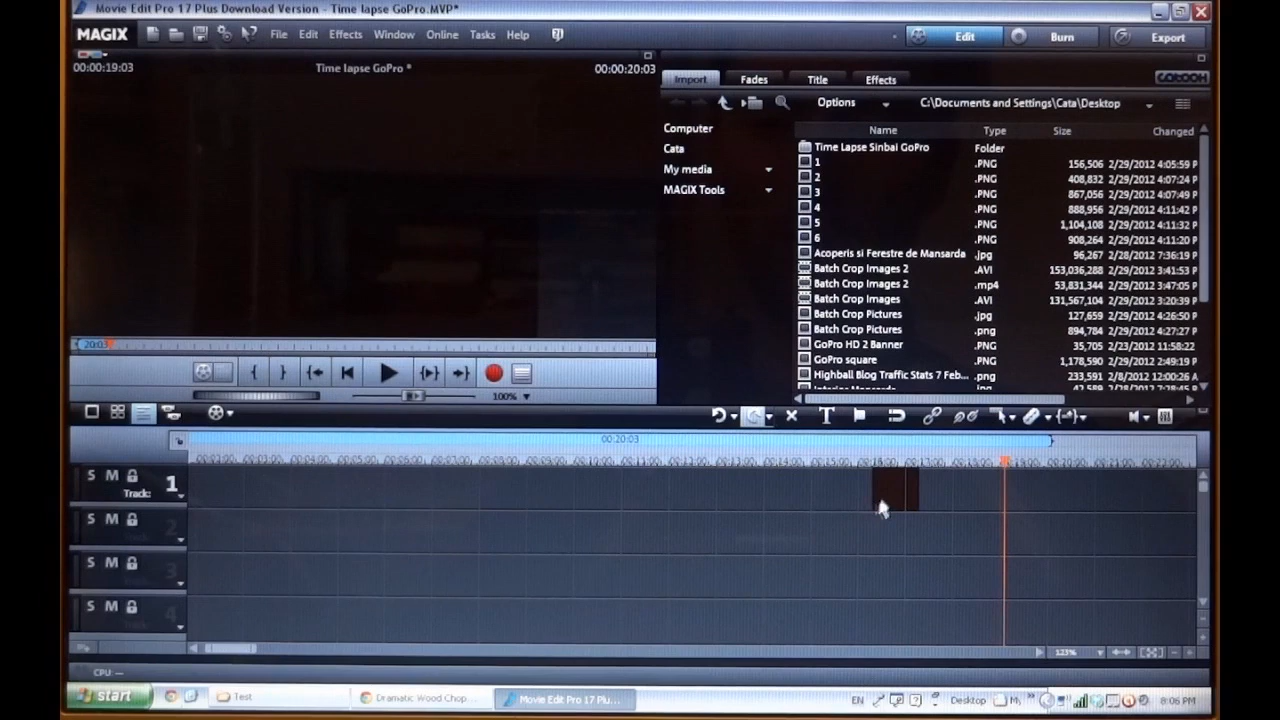 Movie Edit Pro 17 Plus Download Version - Time lapse GoPro.MVP*
MAGIX File Edit Effects Window Online Tasks Help Edit Burn Export
00:00:19:03 Time lapse GoPro * 00:00:20:03
Import Fades Title Effects
Options C:\Documents and Settings\Cata\Desktop
Computer
Cata
My media
MAGIX Tools
Name Type Size Changed
Time Lapse Sinbai GoPro Folder
1 .PNG 156,506 2/29/2012 4:05:59 P
2 .PNG 408,832 2/29/2012 4:07:24 P
3 .PNG 867,056 2/29/2012 4:07:49 P
4 .PNG 888,956 2/29/2012 4:11:42 P
5 .PNG 1,104,108 2/29/2012 4:11:32 P
6 .PNG 908,264 2/29/2012 4:11:20 P
Acoperis si Ferestre de Mansarda .jpg 96,267 2/28/2012 7:36:19 P
Batch Crop Images 2 .AVI 153,036,288 2/29/2012 3:41:53 P
Batch Crop Images 2 .mp4 53,831,344 2/29/2012 3:47:05 P
Batch Crop Images .AVI 131,567,104 2/29/2012 3:20:39 P
Batch Crop Pictures .jpg 127,659 2/29/2012 4:26:50 P
Batch Crop Pictures .png 894,784 2/29/2012 4:27:27 P
GoPro HD 2 Banner .PNG 35,705 2/23/2012 11:58:22
GoPro square .PNG 1,178,590 2/29/2012 2:49:19 P
Highball Blog Traffic Stats 7 Feb... .png 233,591 2/8/2012 12:00:26 A
20:03
100%
00:20:03
S M
Track: 1
S M 2
S M 3
S M 4
123%
CPU: —
start Test Dramatic Wood Chop... Movie Edit Pro 17 Plu... EN Desktop My 8:06 PM